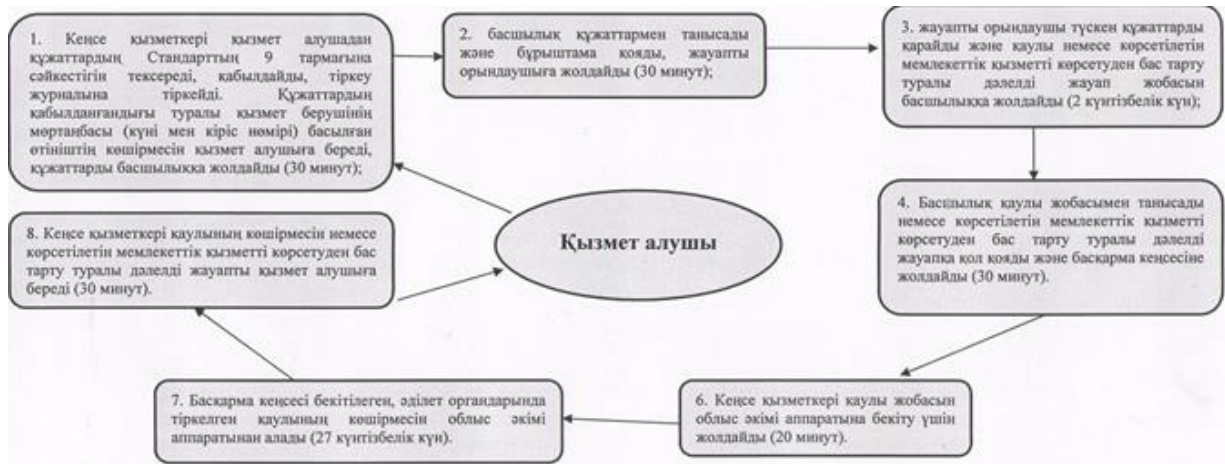 1. Кеңсе қызметкері қызмет алушадан
құжаттардың Стандарттың 9 тармағына
сәйкестігін тексереді, қабылдайды, тіркеу
журналына тіркейді. Құжаттардың
қабылданғандығы туралы қызмет берушінің
мөртаңбасы (күні мен кіріс нөмірі) басылған
өтініштің көшірмесін қызмет алушыға береді,
құжаттарды басшылыққа жолдайды (30 минут);
2. басшылық құжаттармен танысады
және бұрыштама қояды, жауапты
орындаушыға жолдайды (30 минут);
3. жауапты орындаушы түскен құжаттарды
қарайды және қаулы немесе көрсетілетін
мемлекеттік қызметті көрсетуден бас тарту
туралы дәлелді жауап жобасын
басшылыққа жолдайды (2 күнтізбелік күн);
4. Басшылық қаулы жобасымен танысады
немесе көрсетілетін мемлекеттік қызметті
көрсетуден бас тарту туралы дәлелді
жауапқа қол қояды және басқарма кеңсесіне
жолдайды (30 минут).
6. Кеңсе қызметкері қаулы жобасын
облыс әкімі аппаратына бекіту үшін
жолдайды (20 минут).
7. Басқарма кеңсесі бекітілеген, әділет органдарында
тіркелген қаулының көшірмесін облыс әкімі
аппаратынан алады (27 күнтізбелік күн).
8. Кеңсе қызметкері қаулының көшірмесін немесе
көрсетілетін мемлекеттік қызметті көрсетуден бас
тарту туралы дәлелді жауапты қызмет алушыға
береді (30 минут).
Қызмет алушы